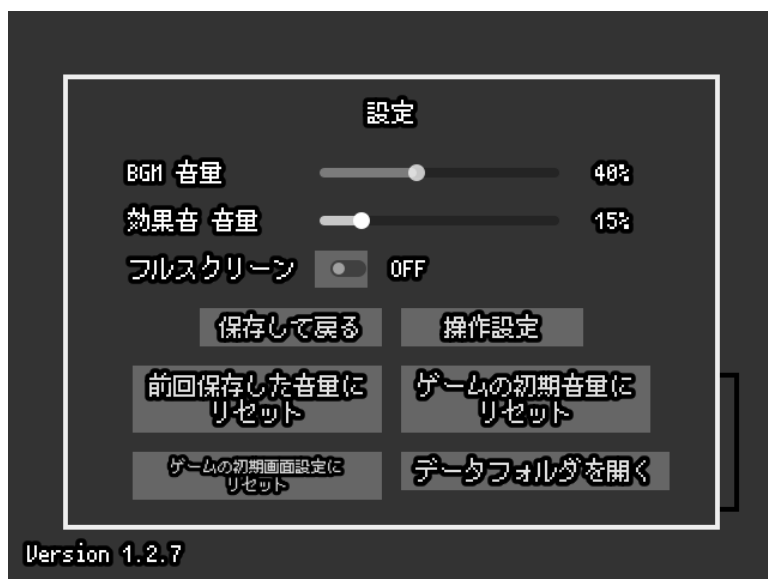 設定
BGM 音量 40%
効果音 音量 15%
フルスクリーン OFF
保存して戻る 操作設定
前回保存した音量に ゲームの初期音量に
リセット リセット
ゲームの初期画面設定に データフォルダを開く
リセット
Version 1.2.7